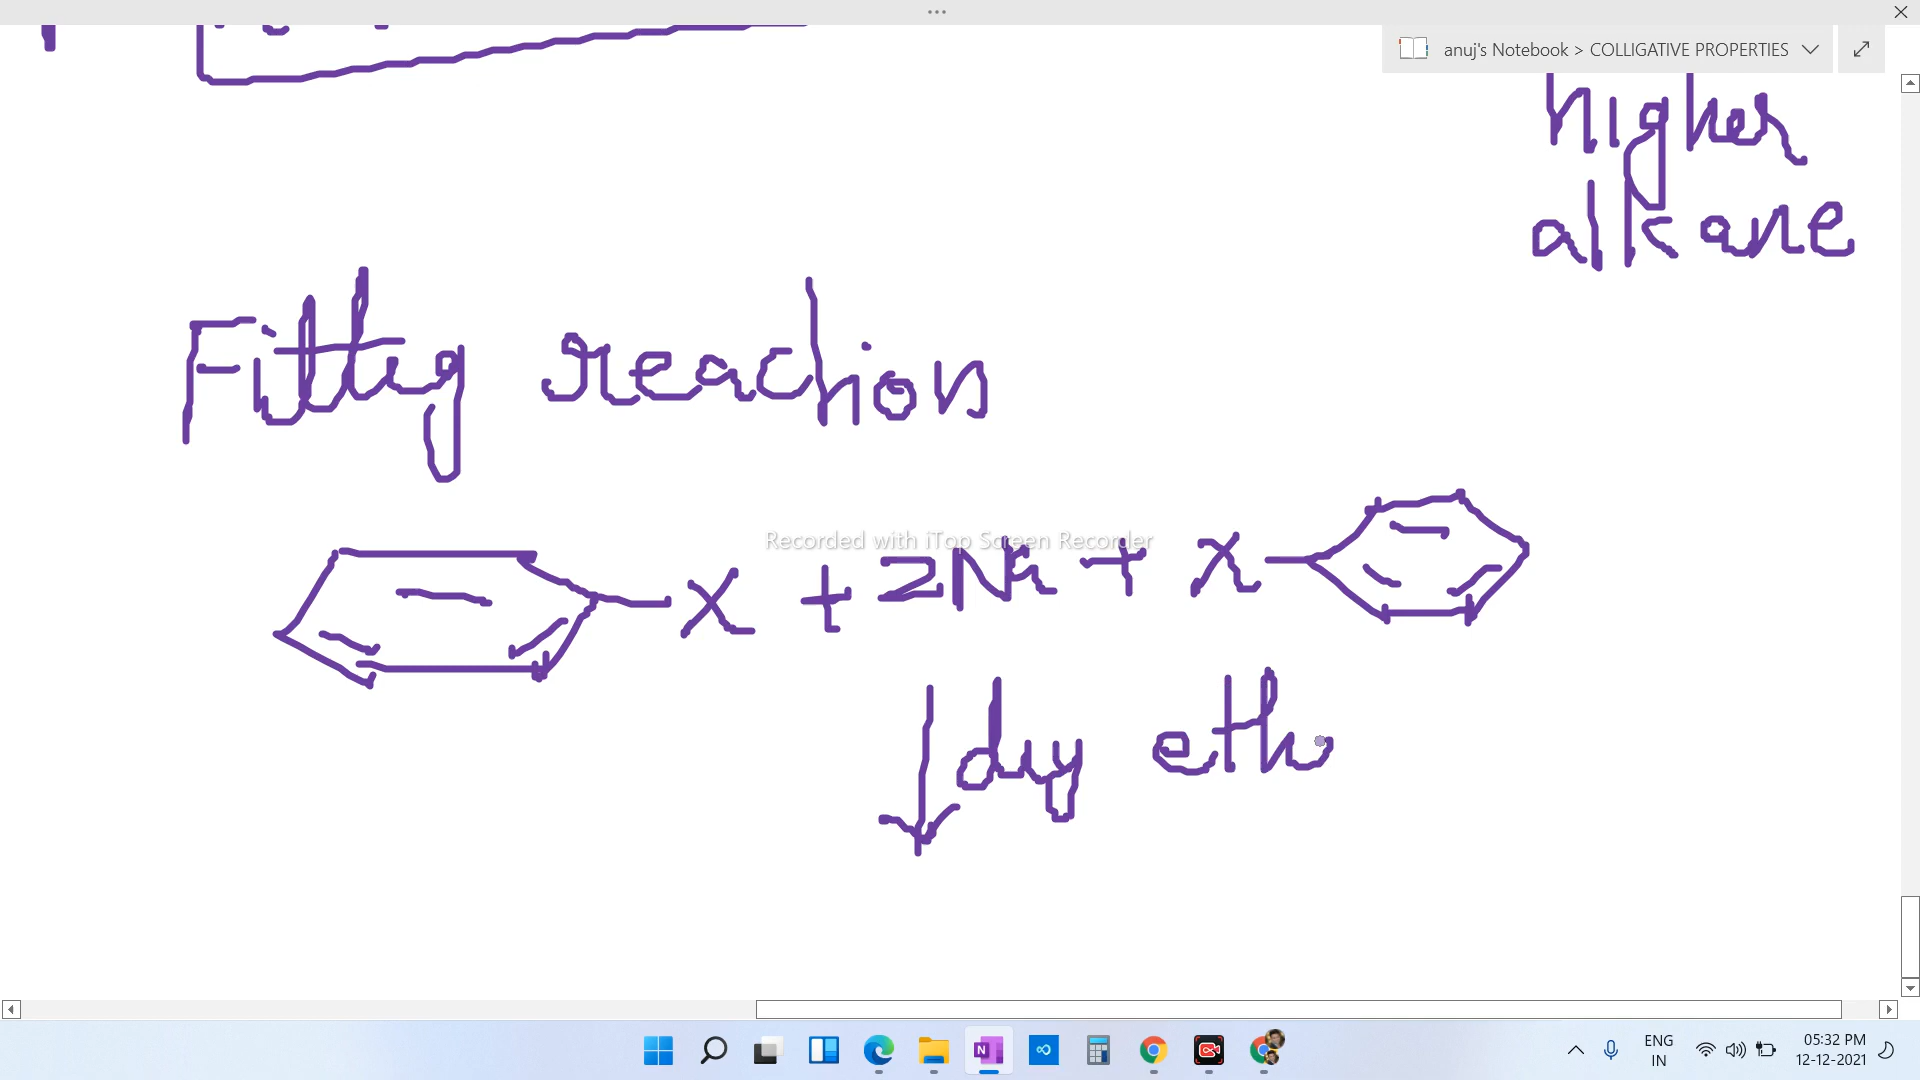 anuj's Notebook > COLLIGATIVE PROPERTIES
higher
alkane
Fittig reaction
Recorded with iTop Screen Recorder
X + 2Na + X
dry eth
ENG
IN
05:32 PM
12-12-2021